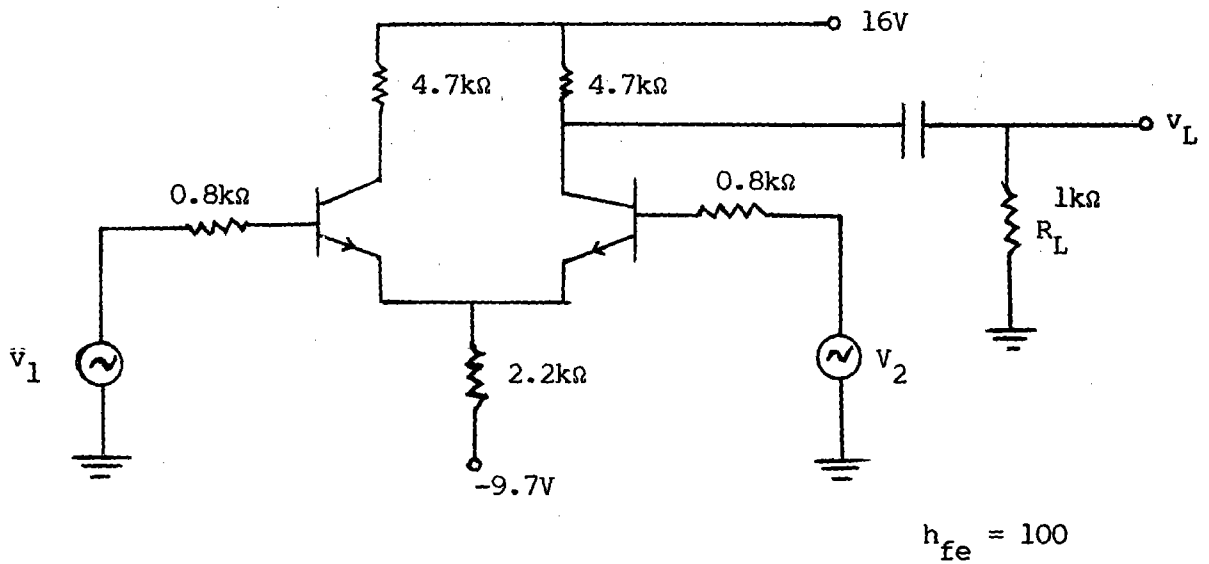 16V
4.7kΩ
4.7kΩ
v_L
0.8kΩ
0.8kΩ
1kΩ
R_L
v_1
2.2kΩ
V_2
-9.7V
h_fe = 100